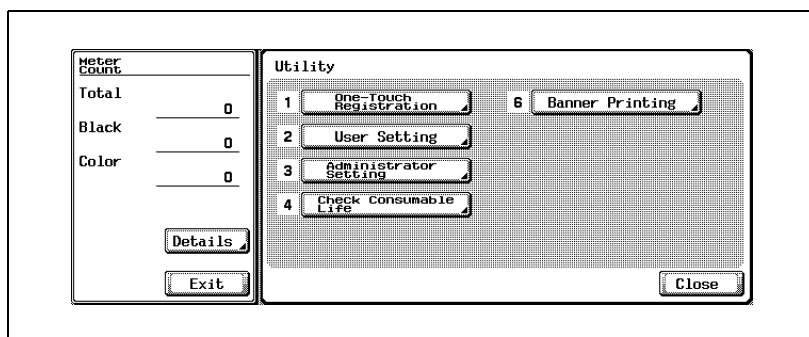 Meter
Count
Total
0
Black
0
Color
0
Details
Exit
Utility
1 One-Touch
Registration
2 User Setting
3 Administrator
Setting
4 Check Consumable
Life
6 Banner Printing
Close